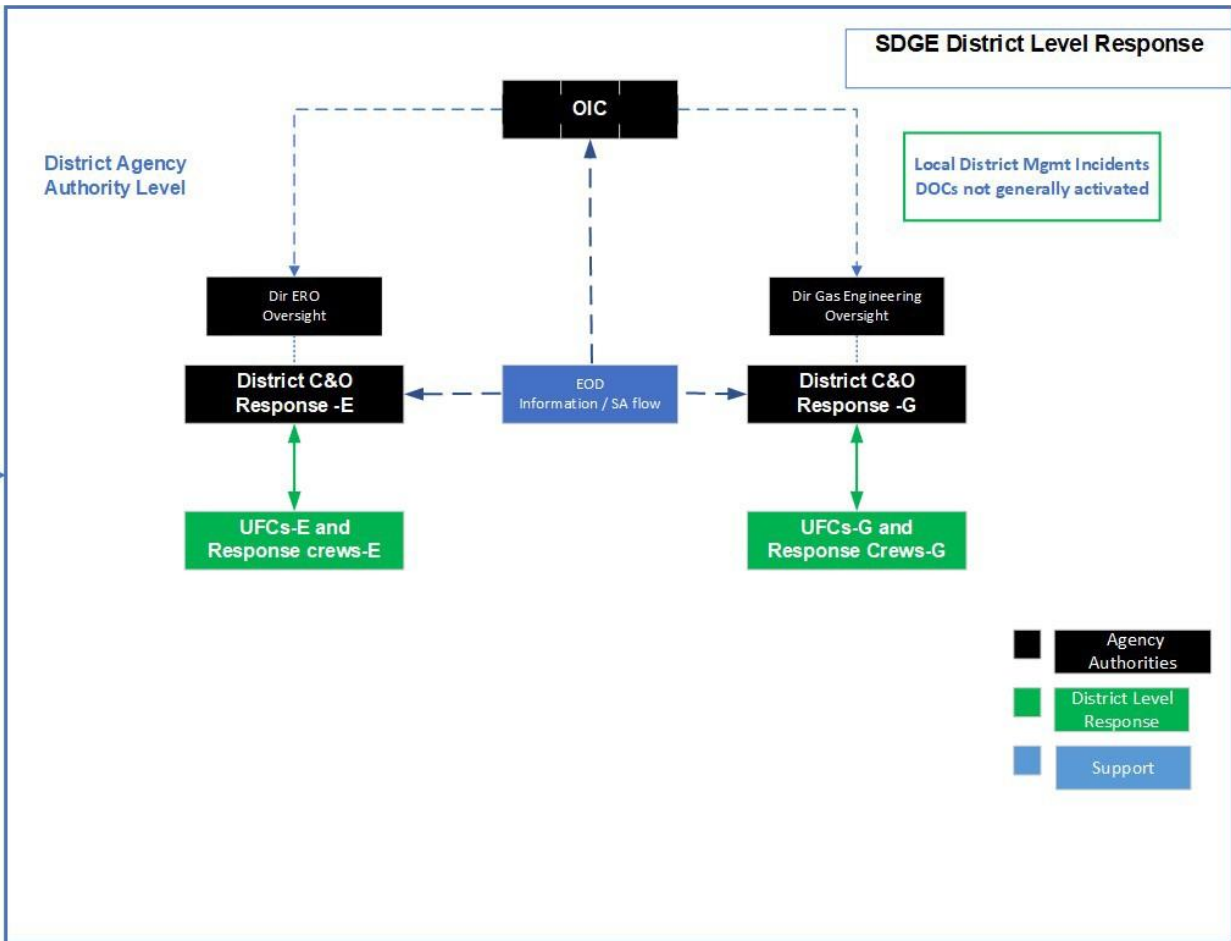 SDGE District Level Response
OIC
District Agency
Authority Level
Local District Mgmt Incidents
DOCs not generally activated
Dir ERO
Oversight
Dir Gas Engineering
Oversight
District C&O
Response -E
EOD
Information / SA flow
District C&O
Response -G
UFCs-E and
Response crews-E
UFCs-G and
Response Crews-G
Agency
Authorities
District Level
Response
Support